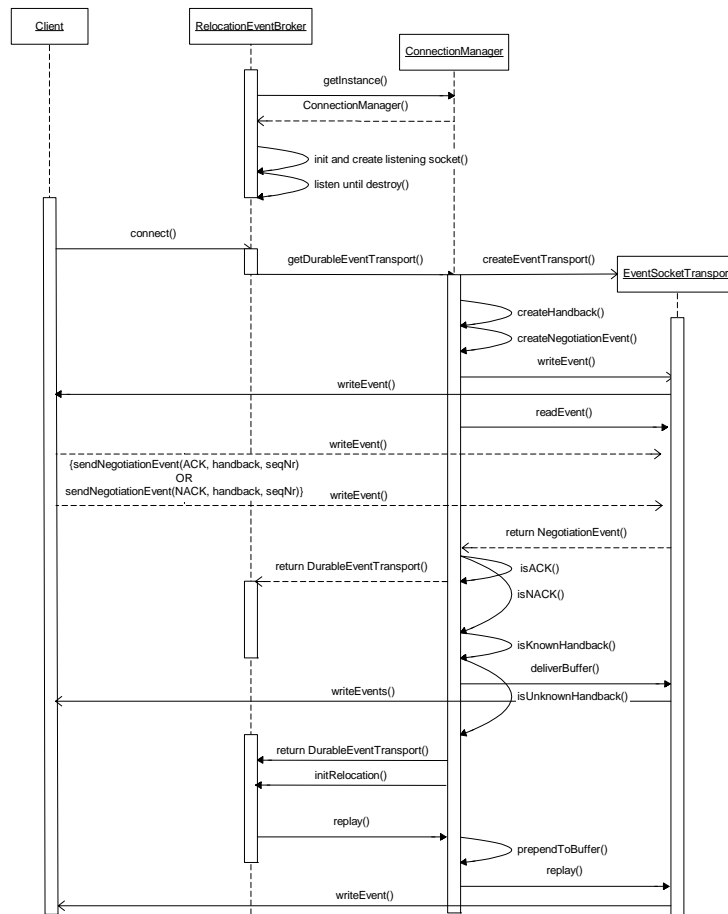 Client
RelocationEventBroker
ConnectionManager
getInstance()
ConnectionManager()
init and create listening socket()
listen until destroy()
connect()
getDurableEventTransport()
createEventTransport()
EventSocketTransport
createHandback()
createNegotiationEvent()
writeEvent()
writeEvent()
readEvent()
writeEvent()
{sendNegotiationEvent(ACK, handback, seqNr)
OR
sendNegotiationEvent(NACK, handback, seqNr)}
writeEvent()
return NegotiationEvent()
return DurableEventTransport()
isACK()
isNACK()
isKnownHandback()
deliverBuffer()
writeEvents()
isUnknownHandback()
return DurableEventTransport()
initRelocation()
replay()
prependToBuffer()
replay()
writeEvent()